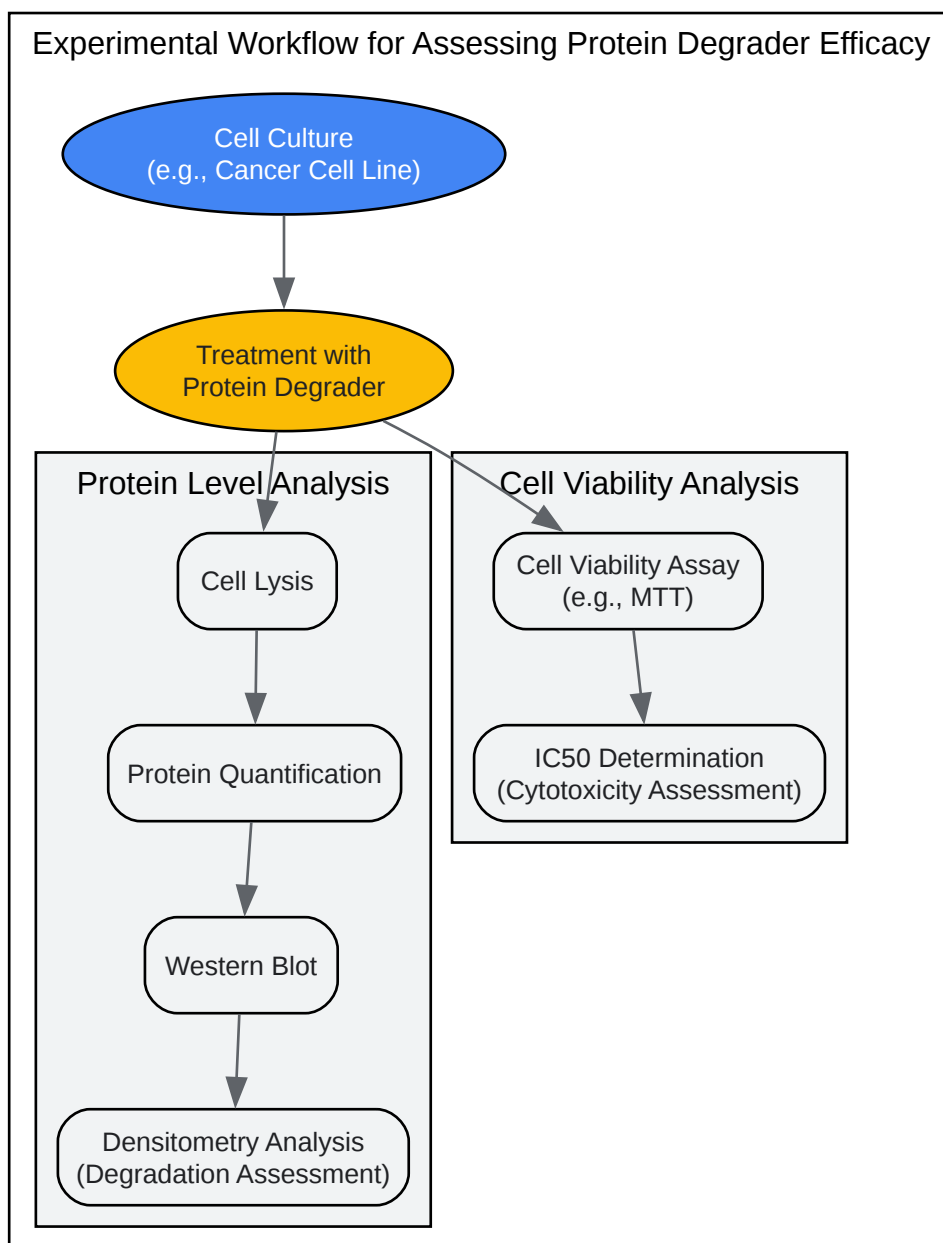 Experimental Workflow for Assessing Protein Degrader Efficacy
Cell Culture
(e.g., Cancer Cell Line)
Treatment with
Protein Degrader
Protein Level Analysis
Cell Lysis
Protein Quantification
Western Blot
Densitometry Analysis
(Degradation Assessment)
Cell Viability Analysis
Cell Viability Assay
(e.g., MTT)
IC50 Determination
(Cytotoxicity Assessment)